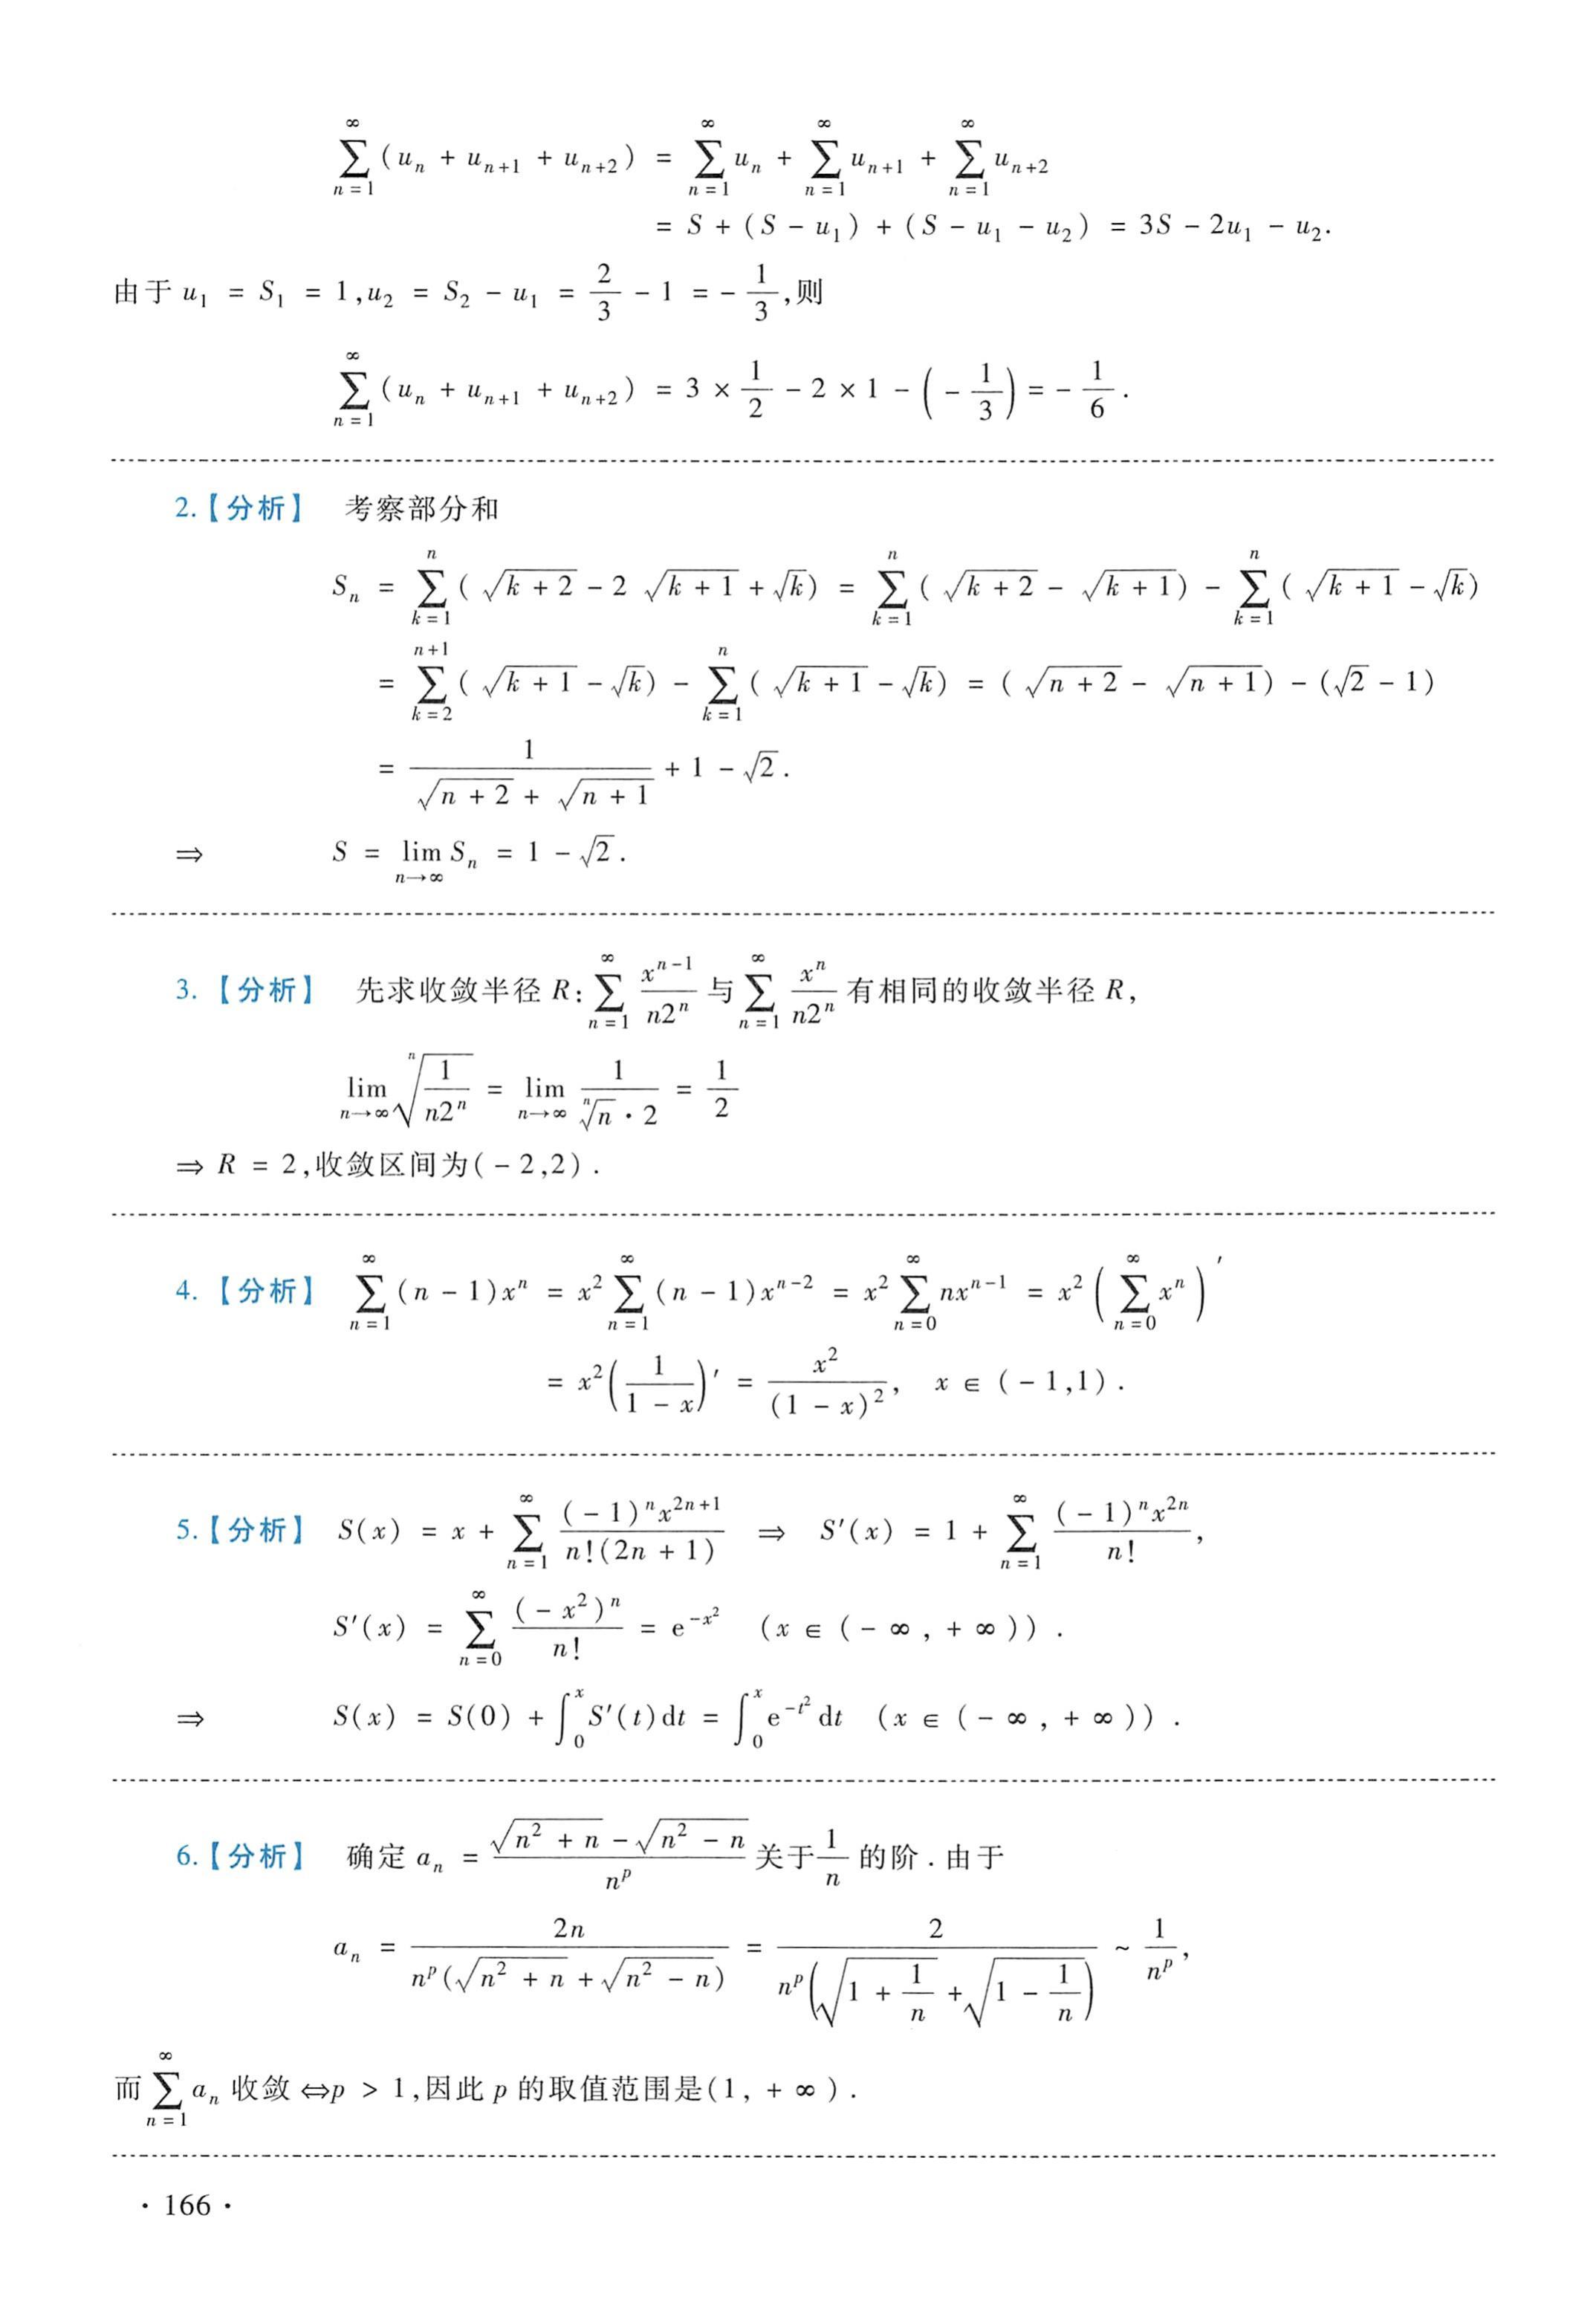 $\sum_{n=1}^{\infty}(u_n + u_{n+1} + u_{n+2}) = \sum_{n=1}^{\infty}u_n + \sum_{n=1}^{\infty}u_{n+1} + \sum_{n=1}^{\infty}u_{n+2}$
$= S + (S - u_1) + (S - u_1 - u_2) = 3S - 2u_1 - u_2.$
由于 $u_1 = S_1 = 1, u_2 = S_2 - u_1 = \frac{2}{3} - 1 = -\frac{1}{3}$,则
$\sum_{n=1}^{\infty}(u_n + u_{n+1} + u_{n+2}) = 3 \times \frac{1}{2} - 2 \times 1 - \left(-\frac{1}{3}\right) = -\frac{1}{6}.$
2.【分析】 考察部分和
$S_n = \sum_{k=1}^{n}(\sqrt{k+2} - 2\sqrt{k+1} + \sqrt{k}) = \sum_{k=1}^{n}(\sqrt{k+2} - \sqrt{k+1}) - \sum_{k=1}^{n}(\sqrt{k+1} - \sqrt{k})$
$= \sum_{k=2}^{n+1}(\sqrt{k+1} - \sqrt{k}) - \sum_{k=1}^{n}(\sqrt{k+1} - \sqrt{k}) = (\sqrt{n+2} - \sqrt{n+1}) - (\sqrt{2} - 1)$
$= \frac{1}{\sqrt{n+2} + \sqrt{n+1}} + 1 - \sqrt{2}.$
$\Rightarrow S = \lim_{n \to \infty} S_n = 1 - \sqrt{2}.$
3.【分析】 先求收敛半径 $R$: $\sum_{n=1}^{\infty}\frac{x^{n-1}}{n2^n}$ 与 $\sum_{n=1}^{\infty}\frac{x^n}{n2^n}$ 有相同的收敛半径 $R$,
$\lim_{n \to \infty}\sqrt[n]{\frac{1}{n2^n}} = \lim_{n \to \infty}\frac{1}{\sqrt[n]{n} \cdot 2} = \frac{1}{2}$
$\Rightarrow R = 2$,收敛区间为$(-2,2)$.
4.【分析】 $\sum_{n=1}^{\infty}(n-1)x^n = x^2\sum_{n=1}^{\infty}(n-1)x^{n-2} = x^2\sum_{n=0}^{\infty}nx^{n-1} = x^2\left(\sum_{n=0}^{\infty}x^n\right)'$
$= x^2\left(\frac{1}{1-x}\right)' = \frac{x^2}{(1-x)^2}, \quad x \in (-1,1).$
5.【分析】 $S(x) = x + \sum_{n=1}^{\infty}\frac{(-1)^n x^{2n+1}}{n!(2n+1)} \Rightarrow S'(x) = 1 + \sum_{n=1}^{\infty}\frac{(-1)^n x^{2n}}{n!},$
$S'(x) = \sum_{n=0}^{\infty}\frac{(-x^2)^n}{n!} = e^{-x^2} \quad (x \in (-\infty, +\infty)).$
$\Rightarrow S(x) = S(0) + \int_0^x S'(t)dt = \int_0^x e^{-t^2}dt \quad (x \in (-\infty, +\infty)).$
6.【分析】 确定 $a_n = \frac{\sqrt{n^2+n} - \sqrt{n^2-n}}{n^p}$ 关于 $\frac{1}{n}$ 的阶.由于
$a_n = \frac{2n}{n^p(\sqrt{n^2+n} + \sqrt{n^2-n})} = \frac{2}{n^p\left(\sqrt{1+\frac{1}{n}} + \sqrt{1-\frac{1}{n}}\right)} \sim \frac{1}{n^p},$
而 $\sum_{n=1}^{\infty}a_n$ 收敛 $\Leftrightarrow p > 1$,因此 $p$ 的取值范围是$(1, +\infty)$.
· 166 ·